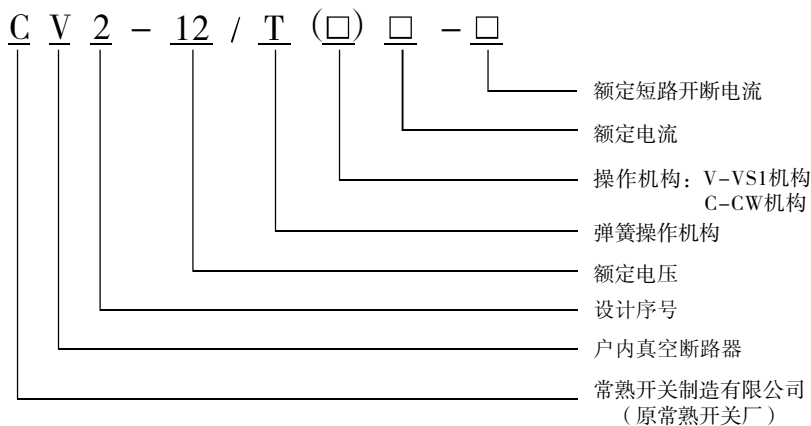 C V 2 - 12 / T (□) □ - □
额定短路开断电流
额定电流
操作机构：V-VS1机构
C-CW机构
弹簧操作机构
额定电压
设计序号
户内真空断路器
常熟开关制造有限公司
（原常熟开关厂）